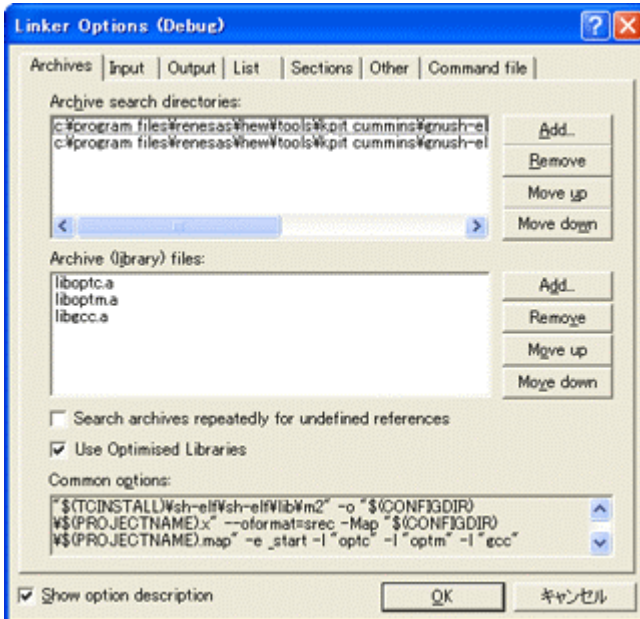 Linker Options (Debug)
Archives Input Output List Sections Other Command file
Archive search directories:
c:¥program files¥renesas¥hew¥tools¥kpit cummins¥gnush-el
c:¥program files¥renesas¥hew¥tools¥kpit cummins¥gnush-el
Add...
Remove
Move up
Move down
Archive (library) files:
liboptc.a
liboptm.a
libgcc.a
Add...
Remove
Move up
Move down
Search archives repeatedly for undefined references
Use Optimised Libraries
Common options:
"$(TCINSTALL)¥sh-elf¥sh-elf¥lib¥m2" -o "$(CONFIGDIR)
¥$(PROJECTNAME).x" --oformat=srec -Map "$(CONFIGDIR)
¥$(PROJECTNAME).map" -e _start -l "optc" -l "optm" -l "gcc"
Show option description
OK
キャンセル